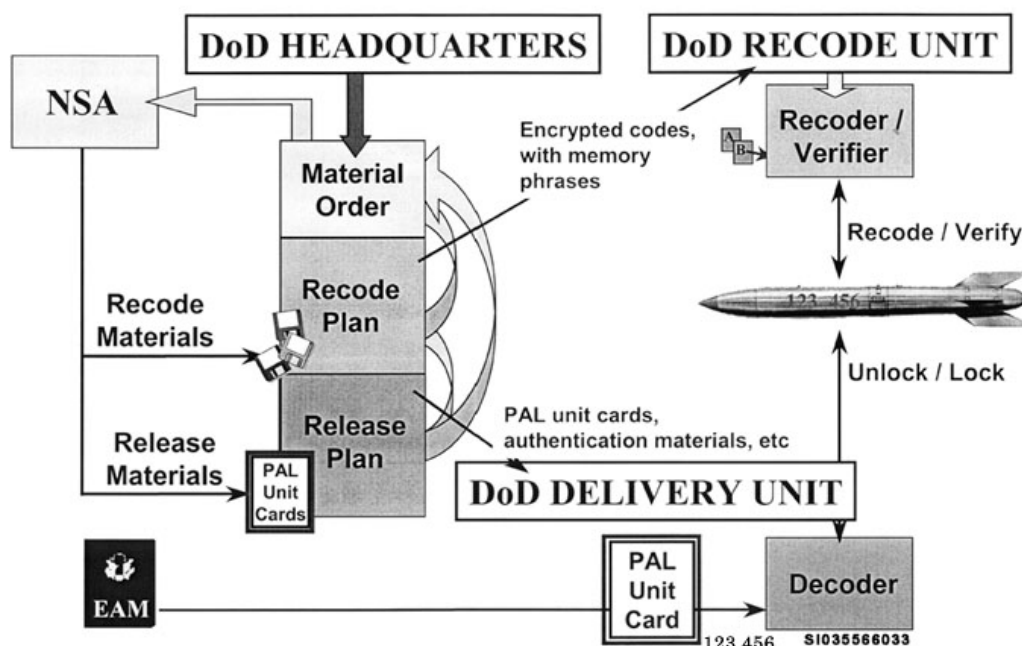 DoD HEADQUARTERS
DoD RECODE UNIT
NSA
Material
Order
Encrypted codes,
with memory
phrases
A
B
Recoder /
Verifier
Recode / Verify
Recode
Plan
Recode
Materials
123 456
Unlock / Lock
Release
Plan
PAL unit cards,
authentication materials, etc
Release
Materials
PAL
Unit
Cards
DoD DELIVERY UNIT
EAM
PAL
Unit
Card
Decoder
123 456
SI035566033